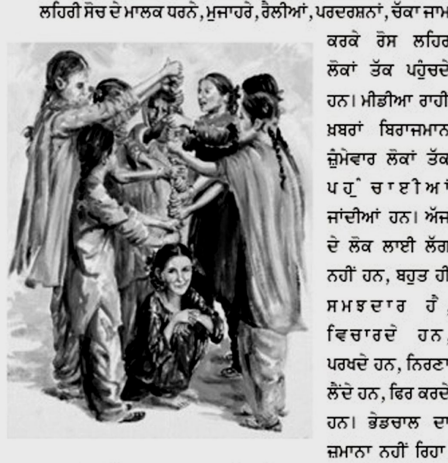 ਲਹਿਰੀ ਸੋਚ ਦੇ ਮਾਲਕ ਧਰਨੇ, ਮੁਜਾਹਰੇ, ਰੈਲੀਆਂ, ਪਰਦਰਸ਼ਨਾਂ, ਚੱਕਾ ਜਾਮ
ਕਰਕੇ ਰੋਸ ਲਹਿਰ
ਲੋਕਾਂ ਤੱਕ ਪਹੁੰਚਦੇ
ਹਨ। ਮੀਡੀਆ ਰਾਹੀ
ਖ਼ਬਰਾਂ ਬਿਰਾਜਮਾਨ
ਜ਼ੁੰਮੇਵਾਰ ਲੋਕਾਂ ਤੱਕ
ਪਹੁੰਚਾਈਆਂ
ਜਾਂਦੀਆਂ ਹਨ। ਅੱਜ
ਦੇ ਲੋਕ ਲਾਈ ਲੱਗ
ਨਹੀਂ ਹਨ, ਬਹੁਤ ਹੀ
ਸਮਝਦਾਰ ਹੈ,
ਵਿਚਾਰਦੇ ਹਨ,
ਪਰਖਦੇ ਹਨ, ਨਿਰਣਾ
ਲੈਂਦੇ ਹਨ, ਫਿਰ ਕਰਦੇ
ਹਨ। ਭੇਡਚਾਲ ਦਾ
ਜ਼ਮਾਨਾ ਨਹੀਂ ਰਿਹਾ